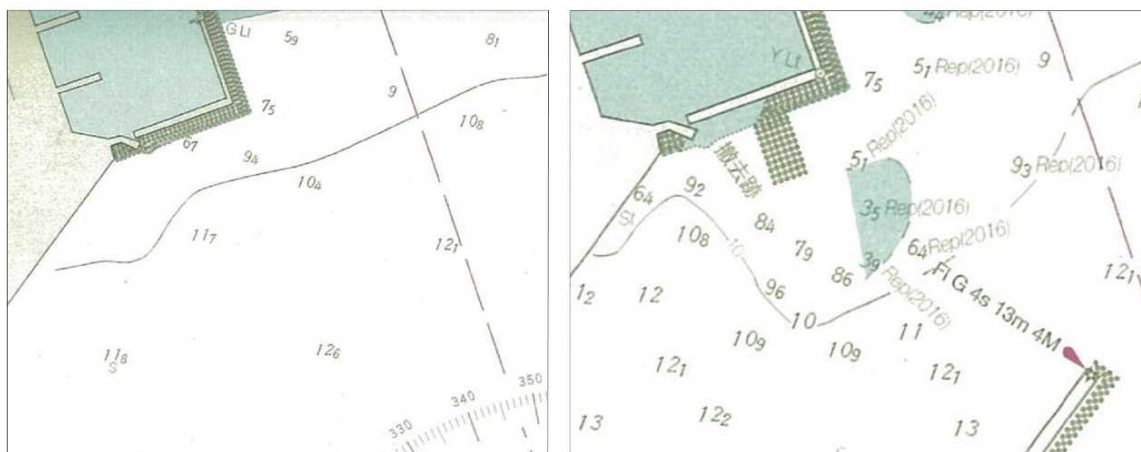 G Lt
5₉
8₁
9
7₅
10₈
6₇
9₄
10₄
11₇
12₁
11₈
S
12₆
330
340
350
4₄ Rep(2016)
Y Lt
5₁ Rep(2016)
9
7₅
5₁ Rep(2016)
撤去跡
9₃ Rep(2016)
6₄
9₂
St
3₅ Rep(2016)
8₄
10₈
10
7₉
6₄ Rep(2016)
8₆
3₉ Rep(2016)
Fl G 4s 13m 4M
12₁
1₂
12
9₆
10
11
10₉
10₉
12₁
12₁
13
12₂
13